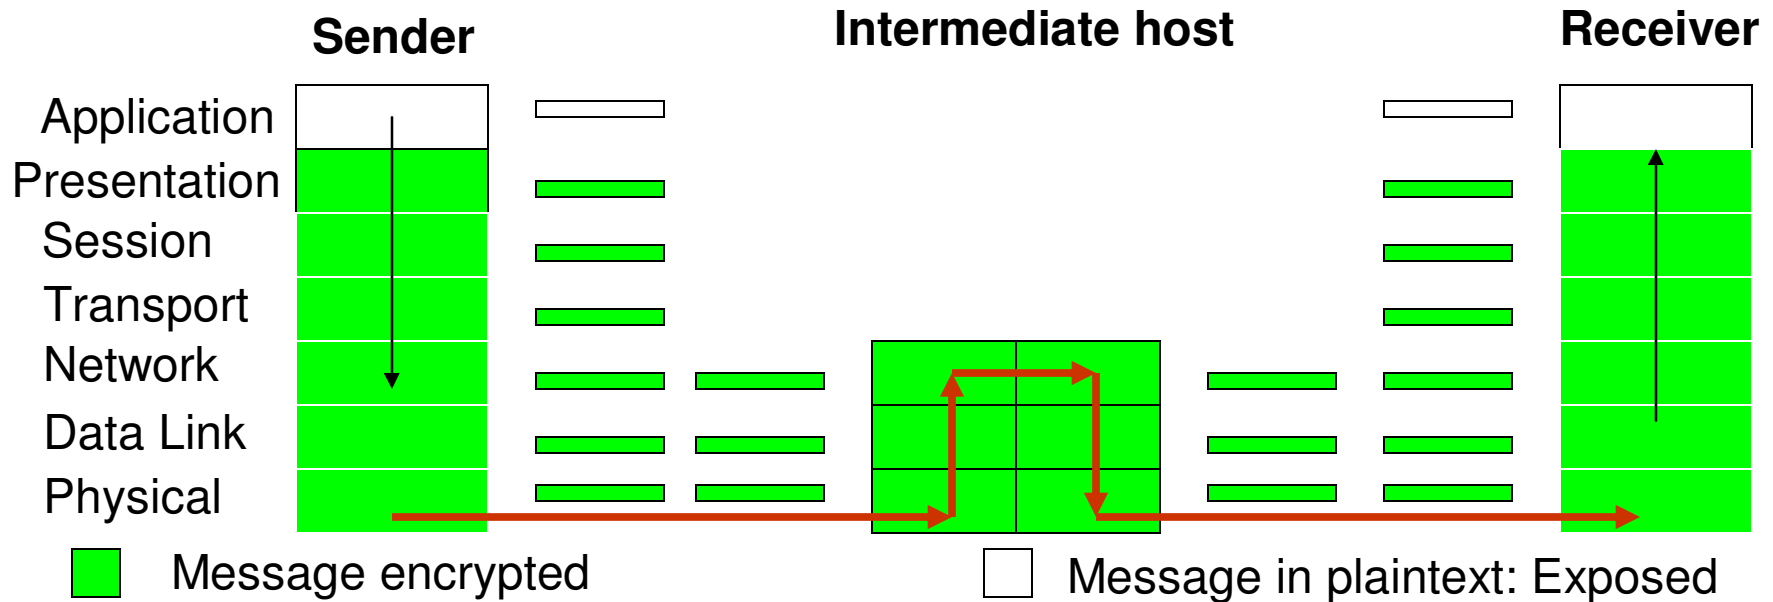 Sender
Intermediate host
Receiver
Application
Presentation
Session
Transport
Network
Data Link
Physical
Message encrypted
Message in plaintext: Exposed